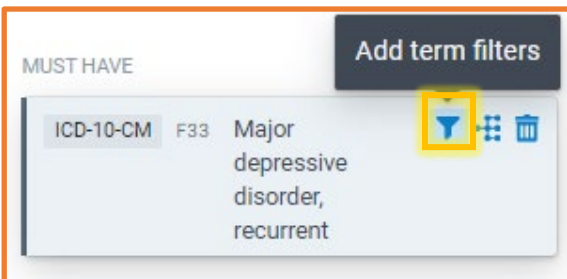 Add term filters
MUST HAVE
ICD-10-CM F33 Major
depressive
disorder,
recurrent